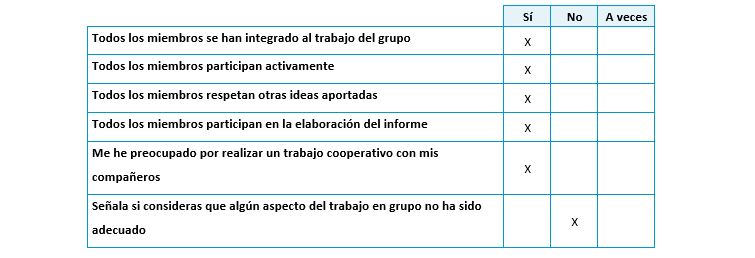 Sí No A veces
Todos los miembros se han integrado al trabajo del grupo X
Todos los miembros participan activamente X
Todos los miembros respetan otras ideas aportadas X
Todos los miembros participan en la elaboración del informe X
Me he preocupado por realizar un trabajo cooperativo con mis
compañeros X
Señala si consideras que algún aspecto del trabajo en grupo no ha sido
adecuado X